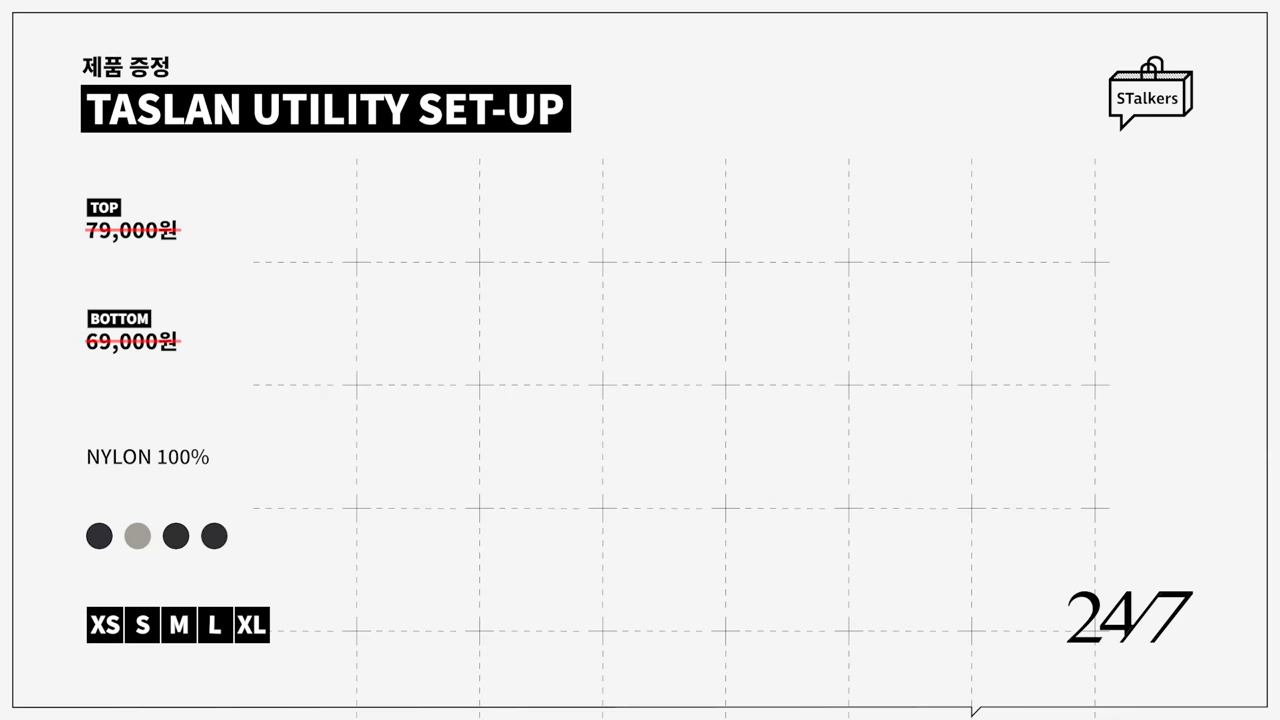 제품 증정
TASLAN UTILITY SET-UP
STalkers
TOP
79,000원
BOTTOM
69,000원
NYLON 100%
XS S M L XL
24/7